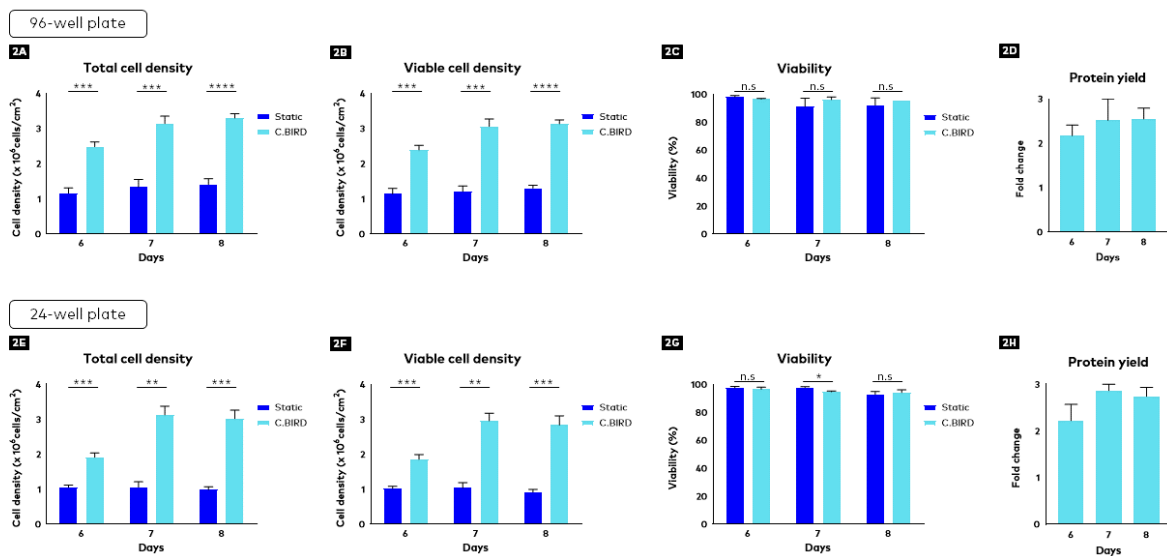 96-well plate
2A
Total cell density
*** *** ****
Cell density (x 10⁶cells/cm²)
4
3
2
1
0
6 7 8
Days
Static
C.BIRD
2B
Viable cell density
*** *** ****
Cell density (x 10⁶cells/cm²)
4
3
2
1
0
6 7 8
Days
Static
C.BIRD
2C
Viability
n.s n.s n.s
Viability (%)
100
80
60
40
20
0
6 7 8
Days
Static
C.BIRD
2D
Protein yield
Fold change
3
2
1
0
6 7 8
Days
24-well plate
2E
Total cell density
*** ** ***
Cell density (x 10⁶cells/cm²)
4
3
2
1
0
6 7 8
Days
Static
C.BIRD
2F
Viable cell density
*** ** ***
Cell density (x 10⁶cells/cm²)
4
3
2
1
0
6 7 8
Days
Static
C.BIRD
2G
Viability
n.s * n.s
Viability (%)
100
80
60
40
20
0
6 7 8
Days
Static
C.BIRD
2H
Protein yield
Fold change
3
2
1
0
6 7 8
Days